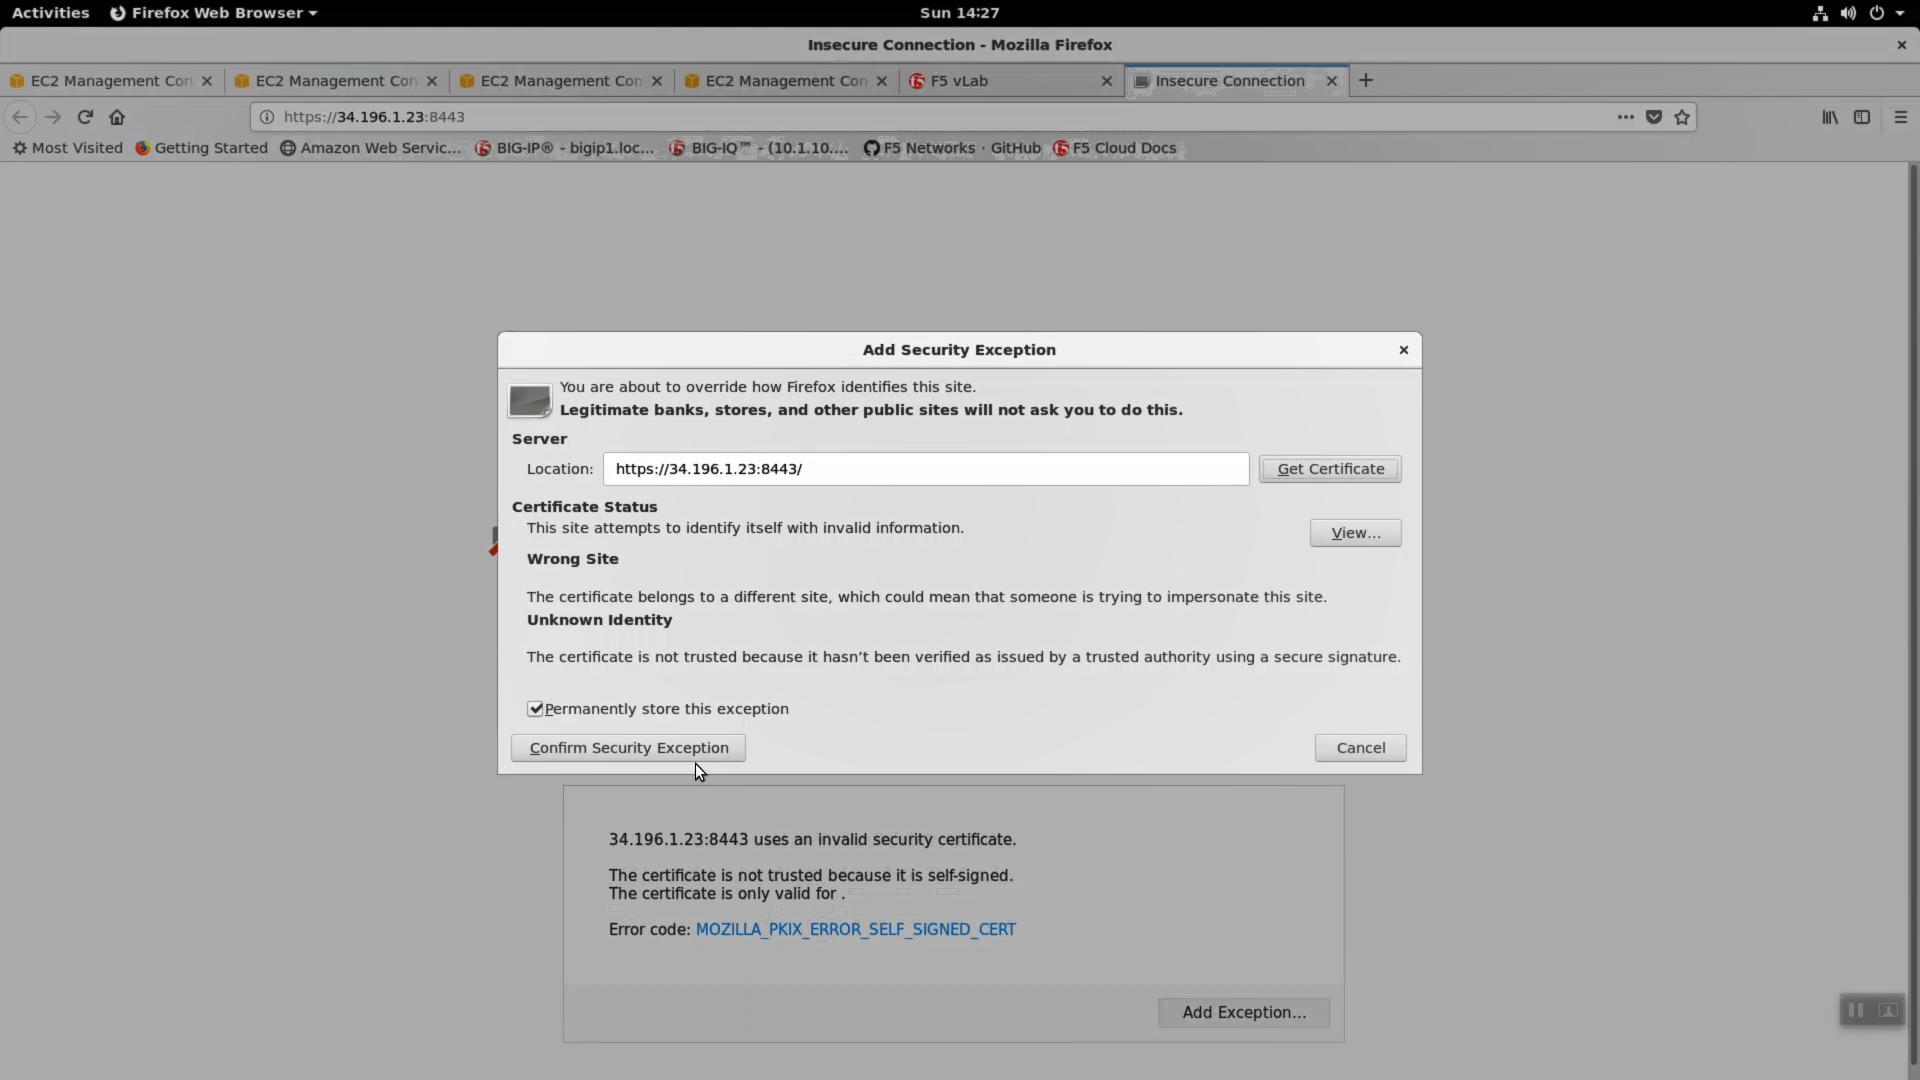 Activities Firefox Web Browser Sun 14:27
Insecure Connection - Mozilla Firefox
EC2 Management Con EC2 Management Con EC2 Management Con EC2 Management Con F5 vLab Insecure Connection
https://34.196.1.23:8443
Most Visited Getting Started Amazon Web Servic... BIG-IP® - bigip1.loc... BIG-IQ™ - (10.1.10.... F5 Networks · GitHub F5 Cloud Docs
Add Security Exception
You are about to override how Firefox identifies this site.
Legitimate banks, stores, and other public sites will not ask you to do this.
Server
Location: https://34.196.1.23:8443/ Get Certificate
Certificate Status
This site attempts to identify itself with invalid information.
View...
Wrong Site
The certificate belongs to a different site, which could mean that someone is trying to impersonate this site.
Unknown Identity
The certificate is not trusted because it hasn’t been verified as issued by a trusted authority using a secure signature.
Permanently store this exception
Confirm Security Exception Cancel
34.196.1.23:8443 uses an invalid security certificate.
The certificate is not trusted because it is self-signed.
The certificate is only valid for .
Error code: MOZILLA_PKIX_ERROR_SELF_SIGNED_CERT
Add Exception...